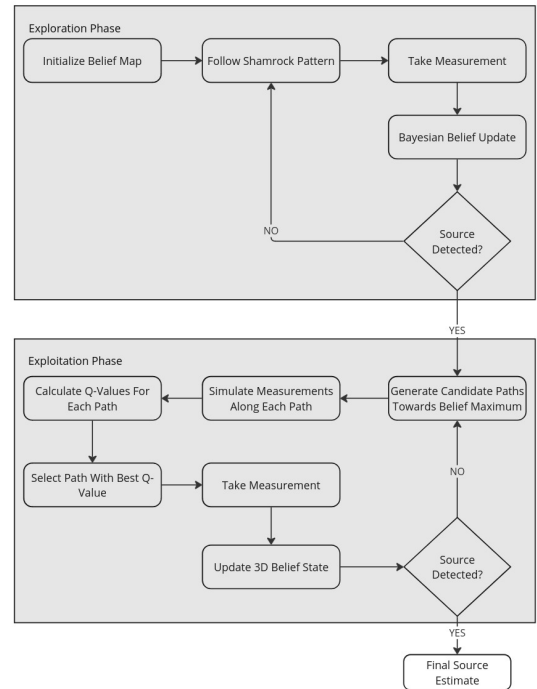 Exploration Phase
Initialize Belief Map
Follow Shamrock Pattern
Take Measurement
Bayesian Belief Update
Source
Detected?
NO
YES
Exploitation Phase
Generate Candidate Paths
Towards Belief Maximum
Simulate Measurements
Along Each Path
Calculate Q-Values For
Each Path
Select Path With Best Q-
Value
Take Measurement
Update 3D Belief State
Source
Detected?
NO
YES
Final Source
Estimate